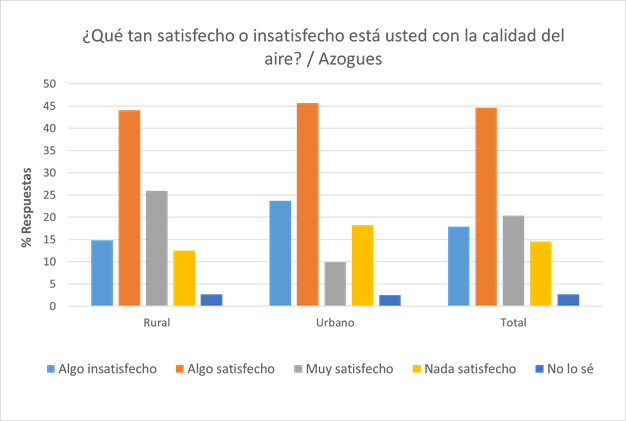 ¿Qué tan satisfecho o insatisfecho está usted con la calidad del
aire? / Azogues
50
45
40
35
30
25
20
15
10
5
0
% Respuestas
Rural Urbano Total
Algo insatisfecho Algo satisfecho Muy satisfecho Nada satisfecho No lo sé